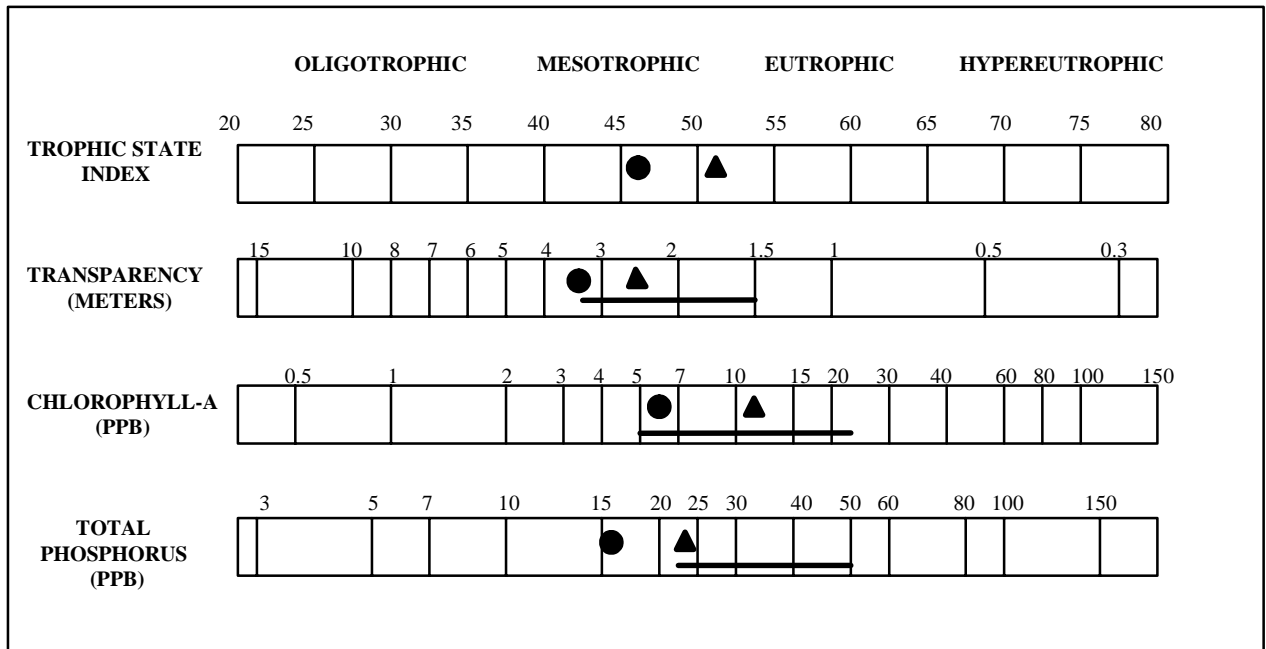 OLIGOTROPHIC MESOTROPHIC EUTROPHIC HYPEREUTROPHIC
20 25 30 35 40 45 50 55 60 65 70 75 80
TROPHIC STATE
INDEX
15 10 8 7 6 5 4 3 2 1.5 1 0.5 0.3
TRANSPARENCY
(METERS)
0.5 1 2 3 4 5 7 10 15 20 30 40 60 80 100 150
CHLOROPHYLL-A
(PPB)
3 5 7 10 15 20 25 30 40 50 60 80 100 150
TOTAL
PHOSPHORUS
(PPB)